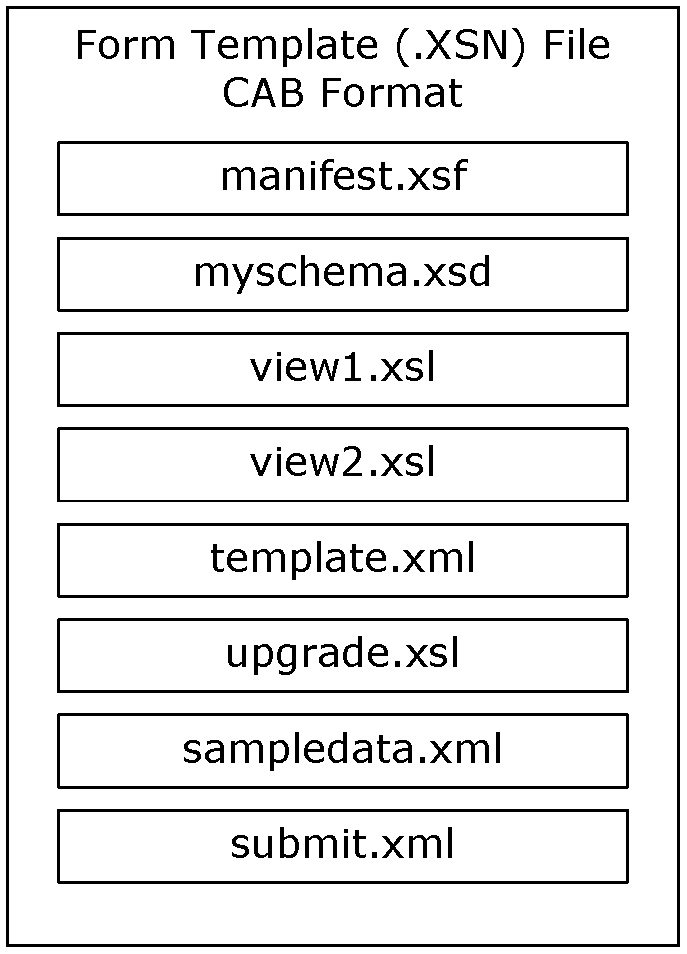 Form Template (.XSN) File
CAB Format
manifest.xsf
myschema.xsd
view1.xsl
view2.xsl
template.xml
upgrade.xsl
sampledata.xml
submit.xml